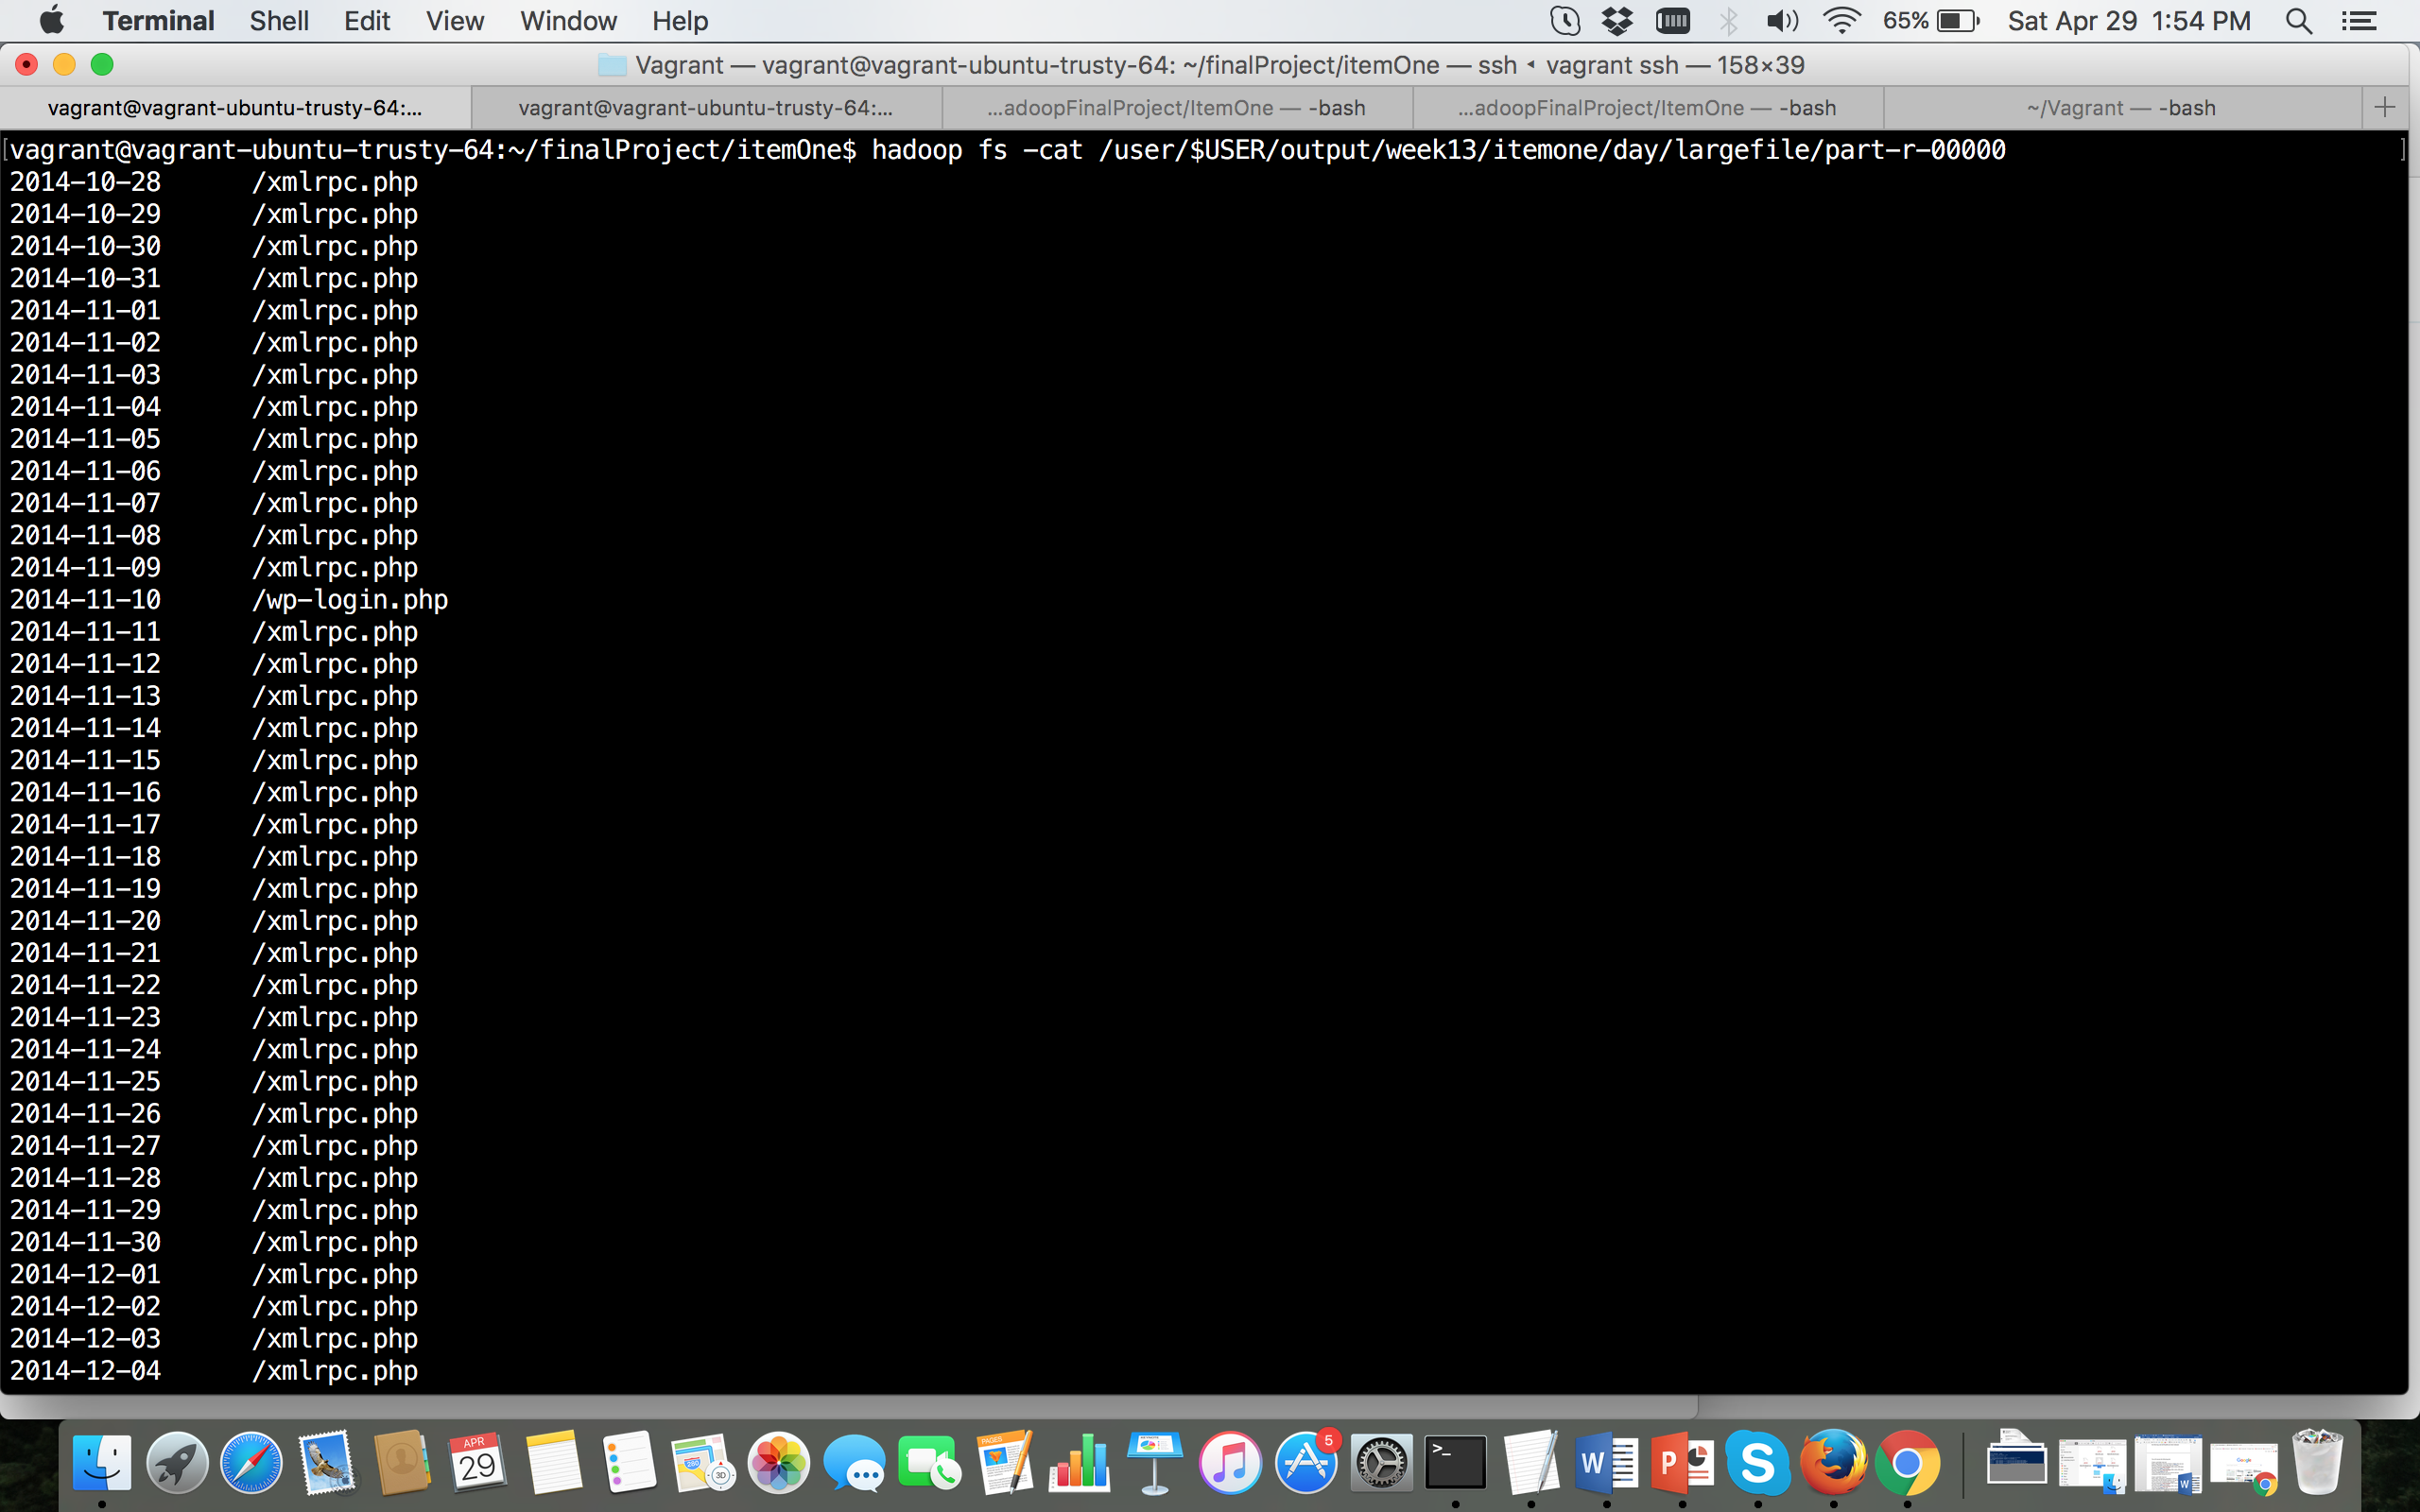 Terminal Shell Edit View Window Help 65% Sat Apr 29 1:54 PM
Vagrant — vagrant@vagrant-ubuntu-trusty-64: ~/finalProject/itemOne — ssh ◂ vagrant ssh — 158×39
vagrant@vagrant-ubuntu-trusty-64:... vagrant@vagrant-ubuntu-trusty-64:... ...adoopFinalProject/ItemOne — -bash ...adoopFinalProject/ItemOne — -bash ~/Vagrant — -bash +
[vagrant@vagrant-ubuntu-trusty-64:~/finalProject/itemOne$ hadoop fs -cat /user/$USER/output/week13/itemone/day/largefile/part-r-00000 ]
2014-10-28 /xmlrpc.php
2014-10-29 /xmlrpc.php
2014-10-30 /xmlrpc.php
2014-10-31 /xmlrpc.php
2014-11-01 /xmlrpc.php
2014-11-02 /xmlrpc.php
2014-11-03 /xmlrpc.php
2014-11-04 /xmlrpc.php
2014-11-05 /xmlrpc.php
2014-11-06 /xmlrpc.php
2014-11-07 /xmlrpc.php
2014-11-08 /xmlrpc.php
2014-11-09 /xmlrpc.php
2014-11-10 /wp-login.php
2014-11-11 /xmlrpc.php
2014-11-12 /xmlrpc.php
2014-11-13 /xmlrpc.php
2014-11-14 /xmlrpc.php
2014-11-15 /xmlrpc.php
2014-11-16 /xmlrpc.php
2014-11-17 /xmlrpc.php
2014-11-18 /xmlrpc.php
2014-11-19 /xmlrpc.php
2014-11-20 /xmlrpc.php
2014-11-21 /xmlrpc.php
2014-11-22 /xmlrpc.php
2014-11-23 /xmlrpc.php
2014-11-24 /xmlrpc.php
2014-11-25 /xmlrpc.php
2014-11-26 /xmlrpc.php
2014-11-27 /xmlrpc.php
2014-11-28 /xmlrpc.php
2014-11-29 /xmlrpc.php
2014-11-30 /xmlrpc.php
2014-12-01 /xmlrpc.php
2014-12-02 /xmlrpc.php
2014-12-03 /xmlrpc.php
2014-12-04 /xmlrpc.php
APR
29
280
3D
PAGES
5
>_
W
P
S